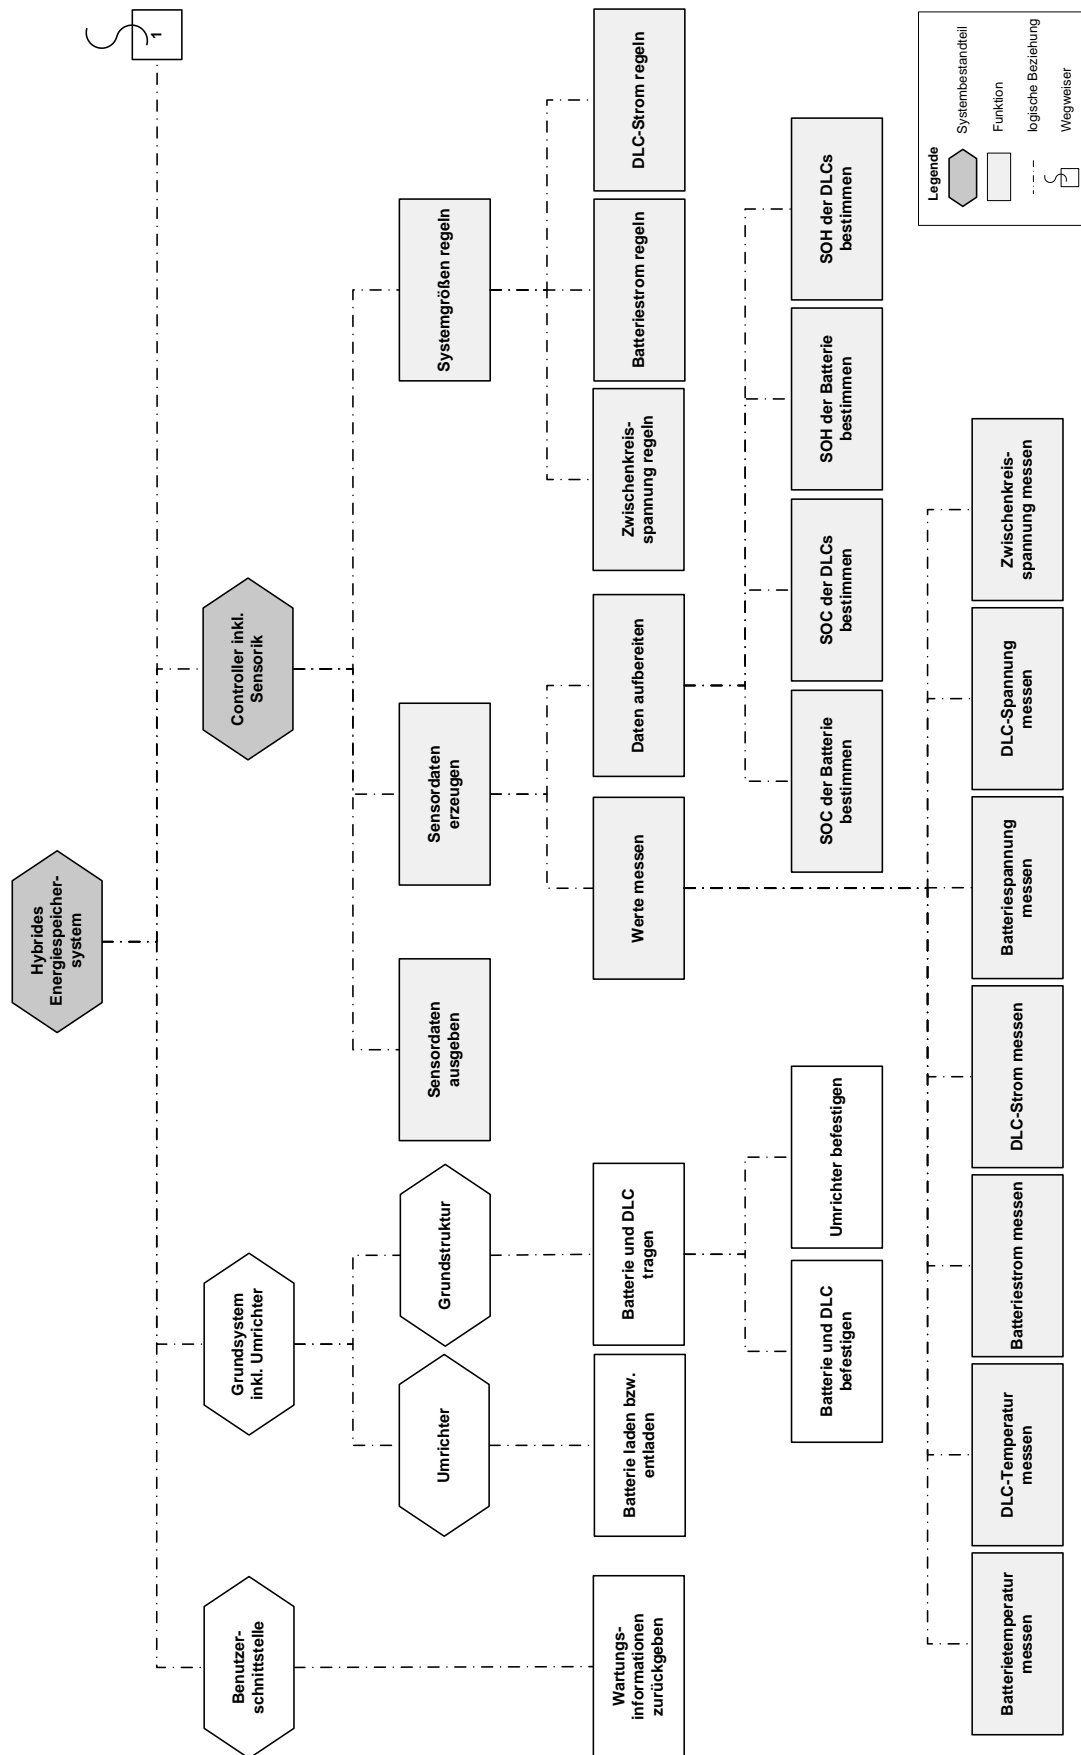 Hybrides
Energiespeicher-
system
1
Benutzer-
schnittstelle
Grundsystem
inkl. Umrichter
Controller inkl.
Sensorik
Umrichter
Grundstruktur
Sensordaten
ausgeben
Sensordaten
erzeugen
Systemgrößen regeln
Wartungs-
informationen
zurückgeben
Batterie laden bzw.
entladen
Batterie und DLC
tragen
Werte messen
Daten aufbereiten
Zwischenkreis-
spannung regeln
Batteriestrom regeln
DLC-Strom regeln
Batterie und DLC
befestigen
Umrichter befestigen
SOC der Batterie
bestimmen
SOC der DLCs
bestimmen
SOH der Batterie
bestimmen
SOH der DLCs
bestimmen
Batterietemperatur
messen
DLC-Temperatur
messen
Batteriestrom messen
DLC-Strom messen
Batteriespannung
messen
DLC-Spannung
messen
Zwischenkreis-
spannung messen
Legende
Systembestandteil
Funktion
logische Beziehung
Wegweiser